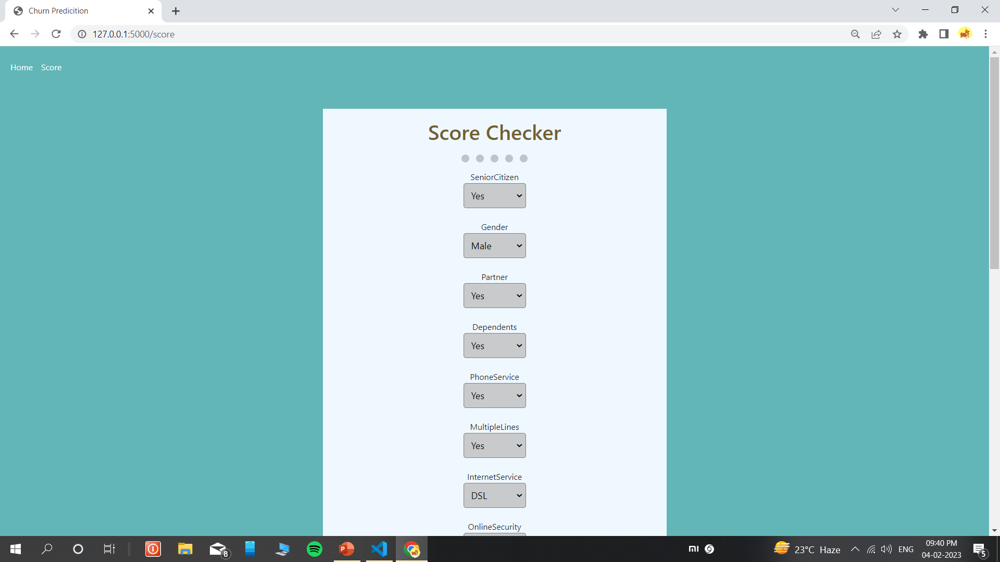 Churn Predicition
127.0.0.1:5000/score
Home Score
Score Checker
SeniorCitizen
Yes
Gender
Male
Partner
Yes
Dependents
Yes
PhoneService
Yes
MultipleLines
Yes
InternetService
DSL
OnlineSecurity
8
P
mi
23°C Haze
ENG
09:40 PM
04-02-2023
5